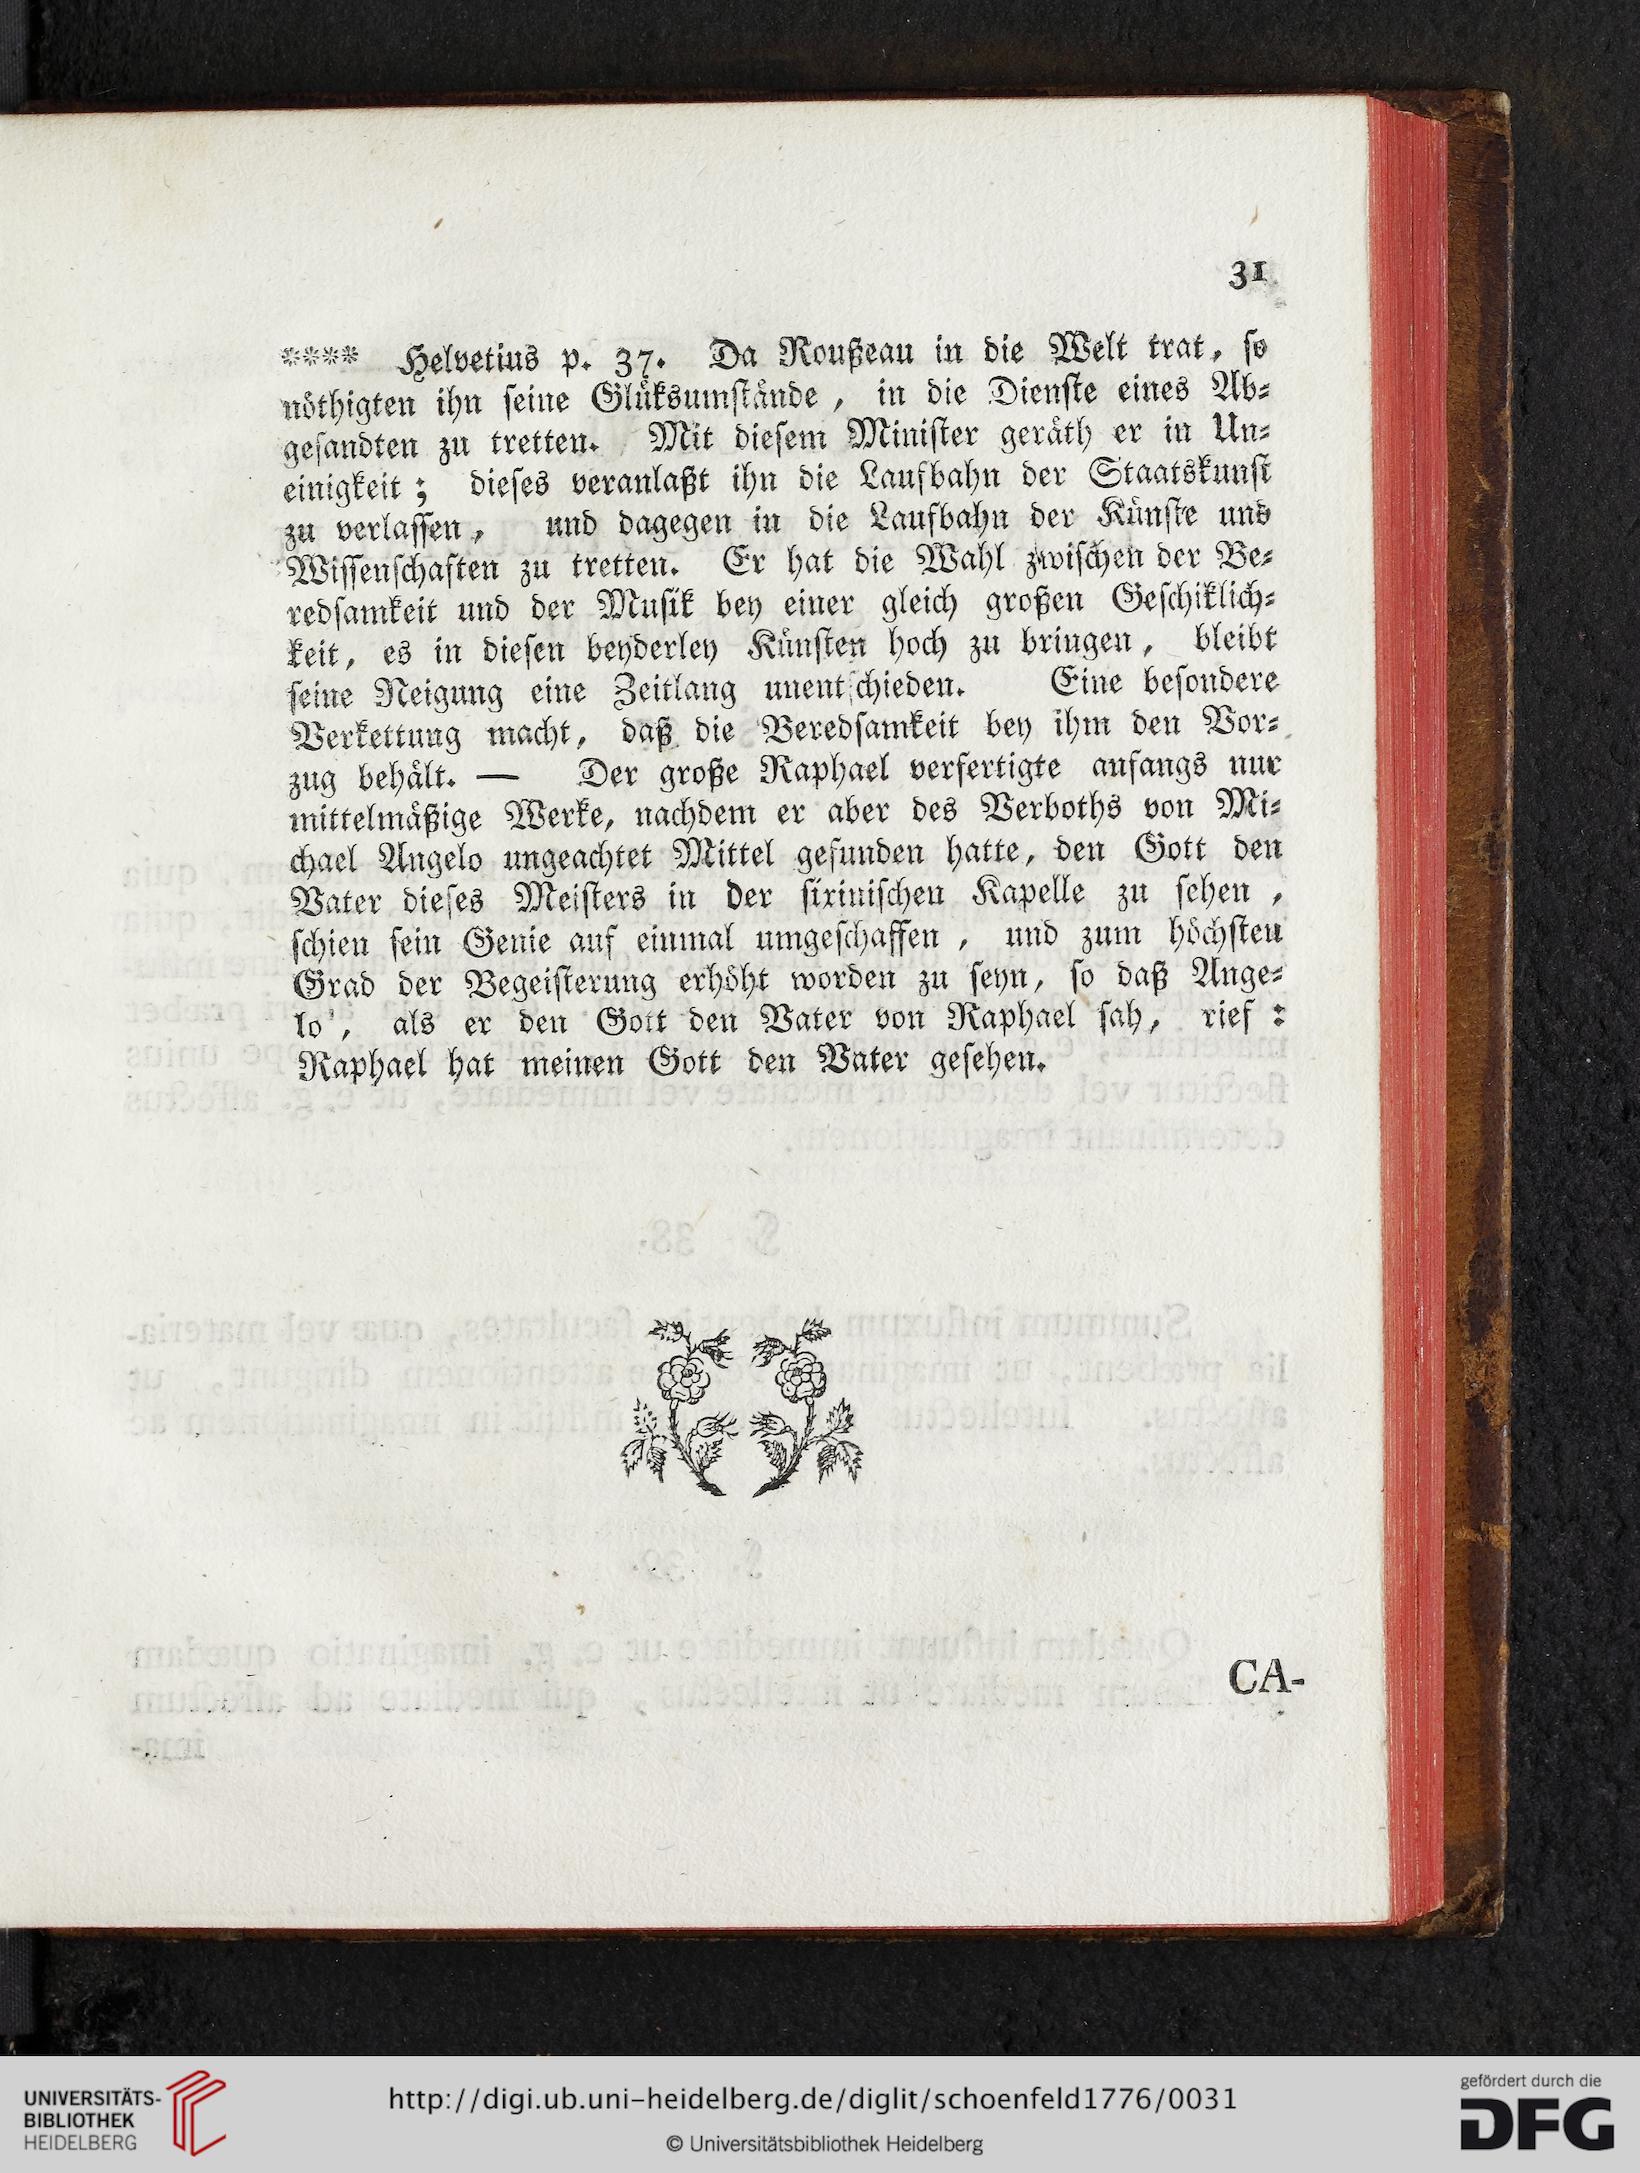 31
**** Helvetius p. 37. Da Roußeau in die Welt trat, so
nöthigten ihn seine Glüksumstände, in die Dienste eines Ab-
gesandten zu tretten. Mit diesem Minister geräth er in Un-
einigkeit; dieses veranlaßt ihn die Laufbahn der Staatskunst
zu verlassen, und dagegen in die Laufbahn der Künste und
Wissenschaften zu tretten. Er hat die Wahl zwischen der Be-
redsamkeit und der Musik bey einer gleich großen Geschiklich-
keit, es in diesen beyderley Künsten hoch zu bringen, bleibt
seine Neigung eine Zeitlang unentschieden. Eine besondere
Verkettung macht, daß die Beredsamkeit bey ihm den Vor-
zug behält. — Der große Raphael verfertigte anfangs nur
mittelmäßige Werke, nachdem er aber des Verboths von Mi-
chael Angelo ungeachtet Mittel gefunden hatte, den Gott den
Vater dieses Meisters in der sixinischen Kapelle zu sehen,
schien sein Genie auf einmal umgeschaffen, und zum höchsten
Grad der Begeisterung erhöht worden zu seyn, so daß Ange-
lo, als er den Gott den Vater von Raphael sah, rief:
Raphael hat meinen Gott den Vater gesehen.
CA-
UNIVERSITÄTS-
BIBLIOTHEK
HEIDELBERG
http://digi.ub.uni-heidelberg.de/diglit/schoenfeld1776/0031
© Universitätsbibliothek Heidelberg
gefördert durch die
DFG